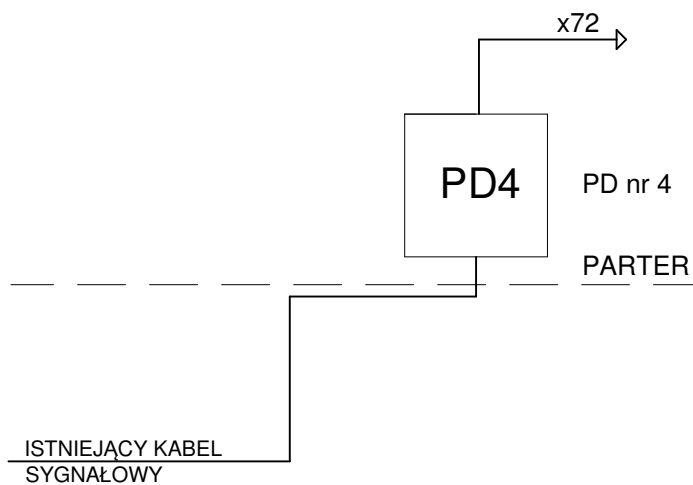 x72
PD4
PD nr 4
PARTER
ISTNIEJĄCY KABEL
SYGNAŁOWY